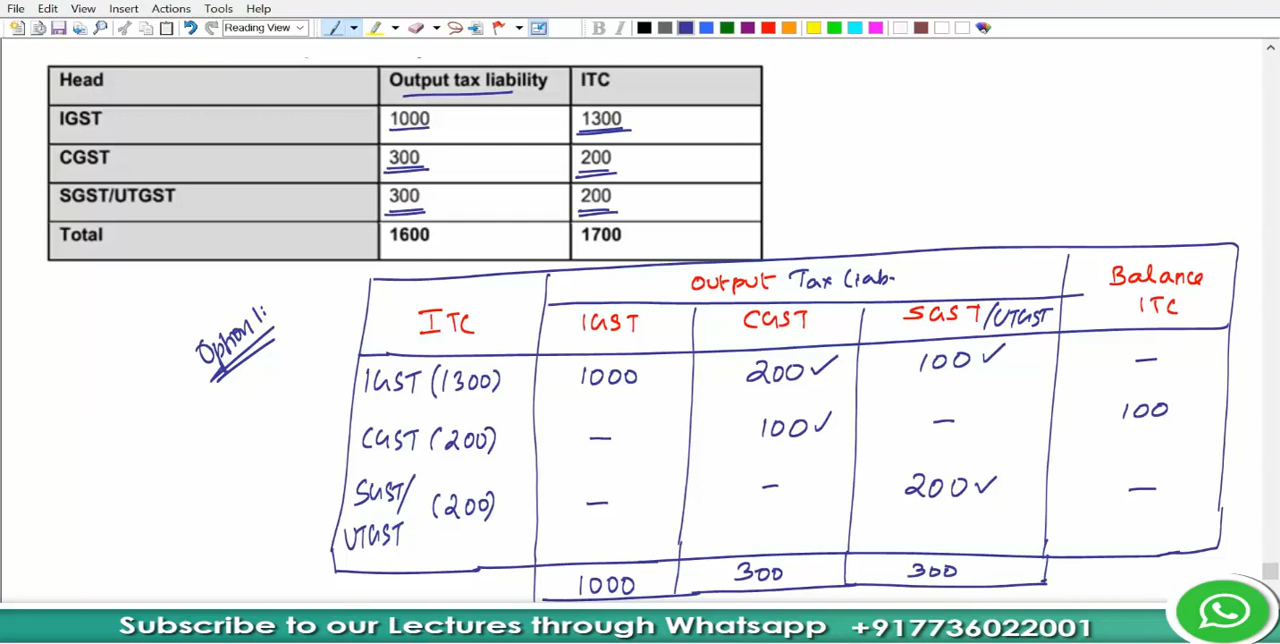 File Edit View Insert Actions Tools Help
Reading View
Head Output tax liability ITC
IGST 1000 1300
CGST 300 200
SGST/UTGST 300 200
Total 1600 1700
Option 1:
ITC Output Tax Liab- Balance ITC
IGST CGST SGST/UTGST
IGST (1300) 1000 200✓ 100✓ —
CGST (200) — 100✓ — 100
SGST/UTGST (200) — — 200✓ —
1000 300 300
Subscribe to our Lectures through Whatsapp +917736022001